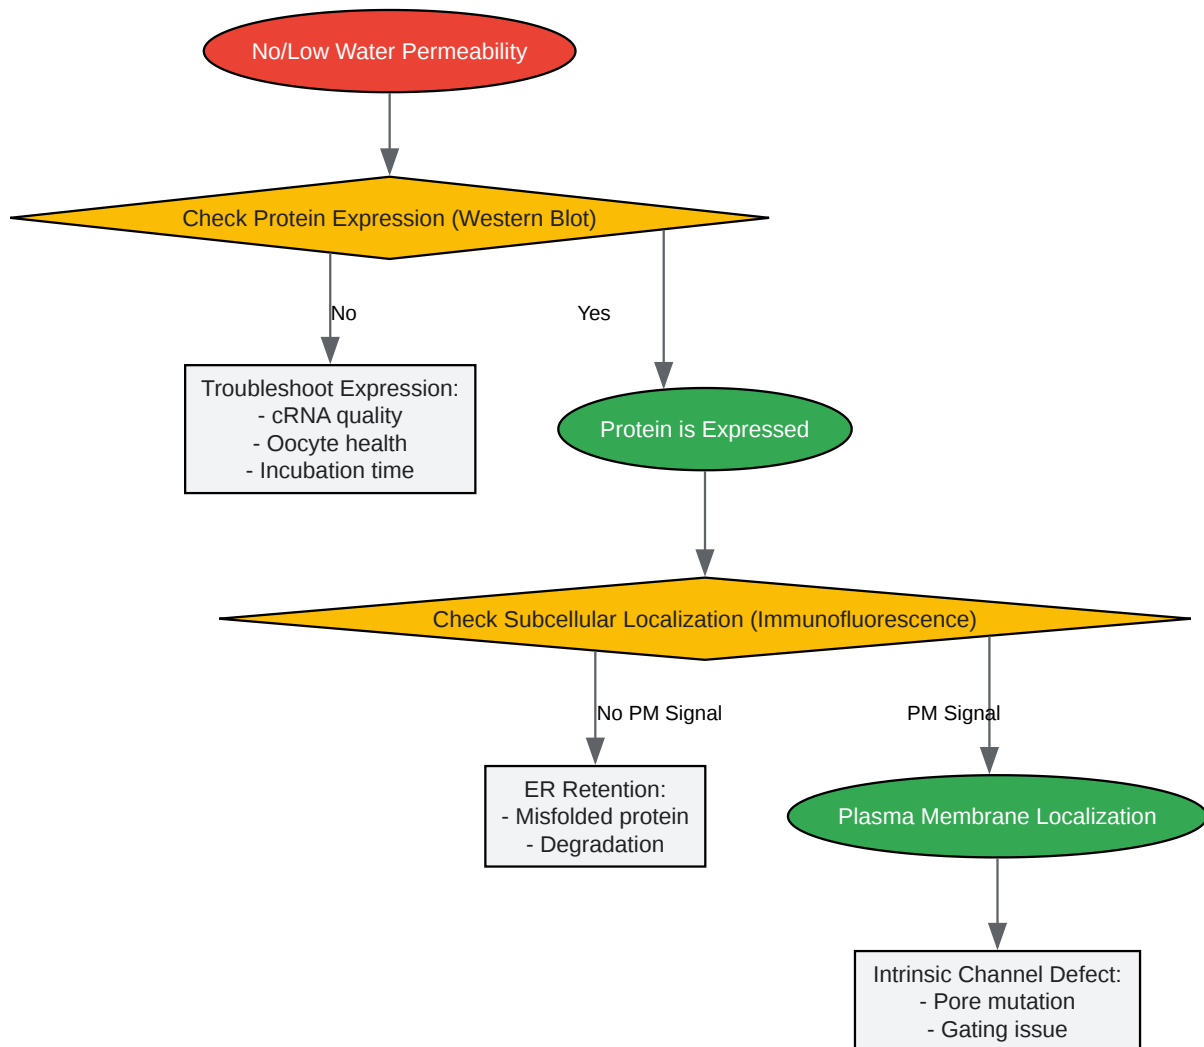 No/Low Water Permeability
Check Protein Expression (Western Blot)
No
Yes
Troubleshoot Expression:
- cRNA quality
- Oocyte health
- Incubation time
Protein is Expressed
Check Subcellular Localization (Immunofluorescence)
No PM Signal
PM Signal
ER Retention:
- Misfolded protein
- Degradation
Plasma Membrane Localization
Intrinsic Channel Defect:
- Pore mutation
- Gating issue